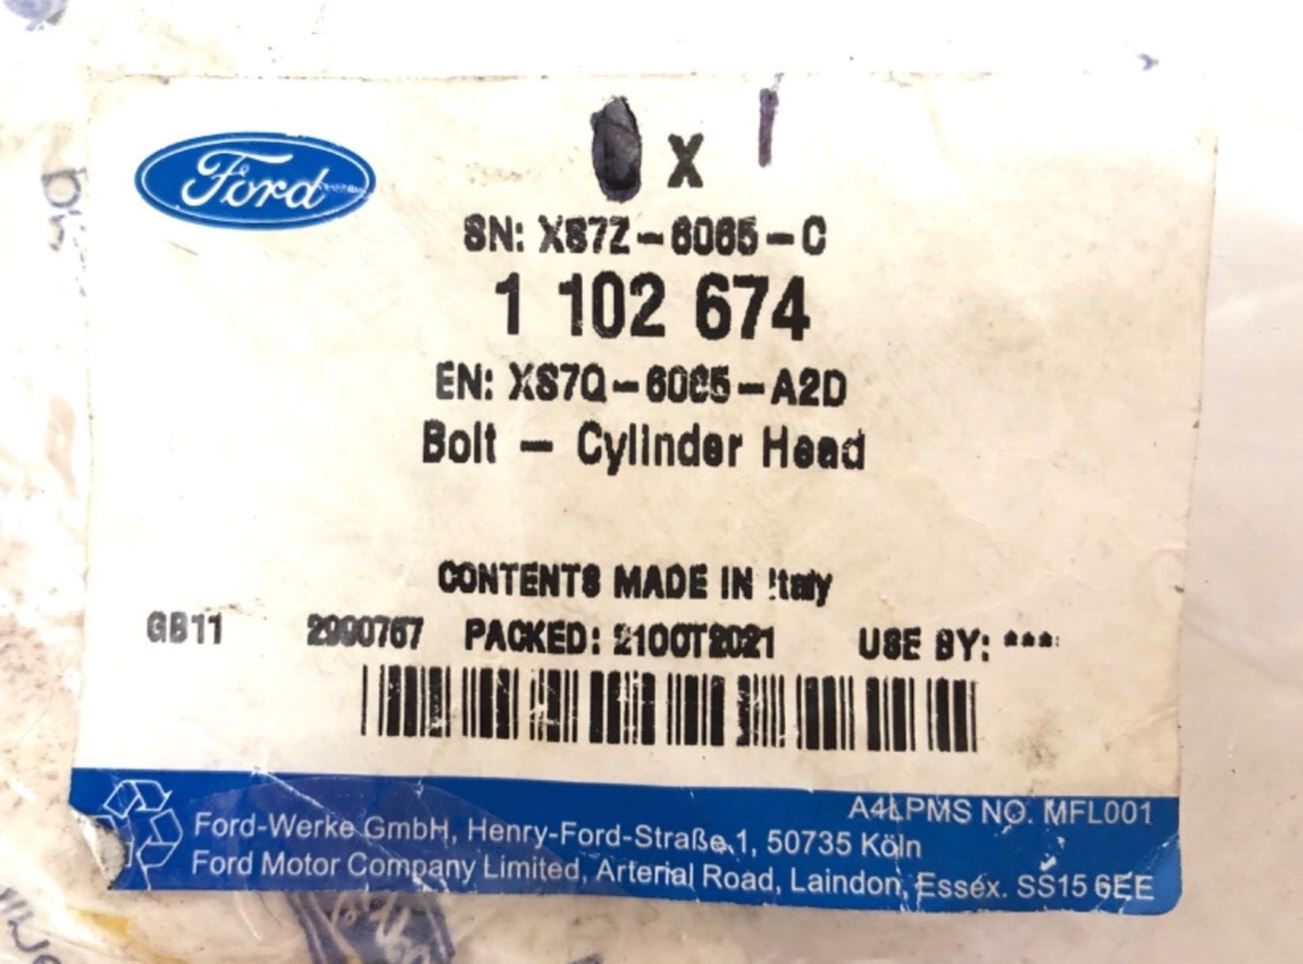 Ford
X 1
SN: XS7Z-6065-C
1 102 674
EN: XS7Q-6065-A2D
Bolt - Cylinder Head
CONTENTS MADE IN Italy
GB11 2990767 PACKED: 21OCT2021 USE BY: ***
A4LPMS NO. MFL001
Ford-Werke GmbH, Henry-Ford-Straße 1, 50735 Köln
Ford Motor Company Limited, Arterial Road, Laindon, Essex. SS15 6EE